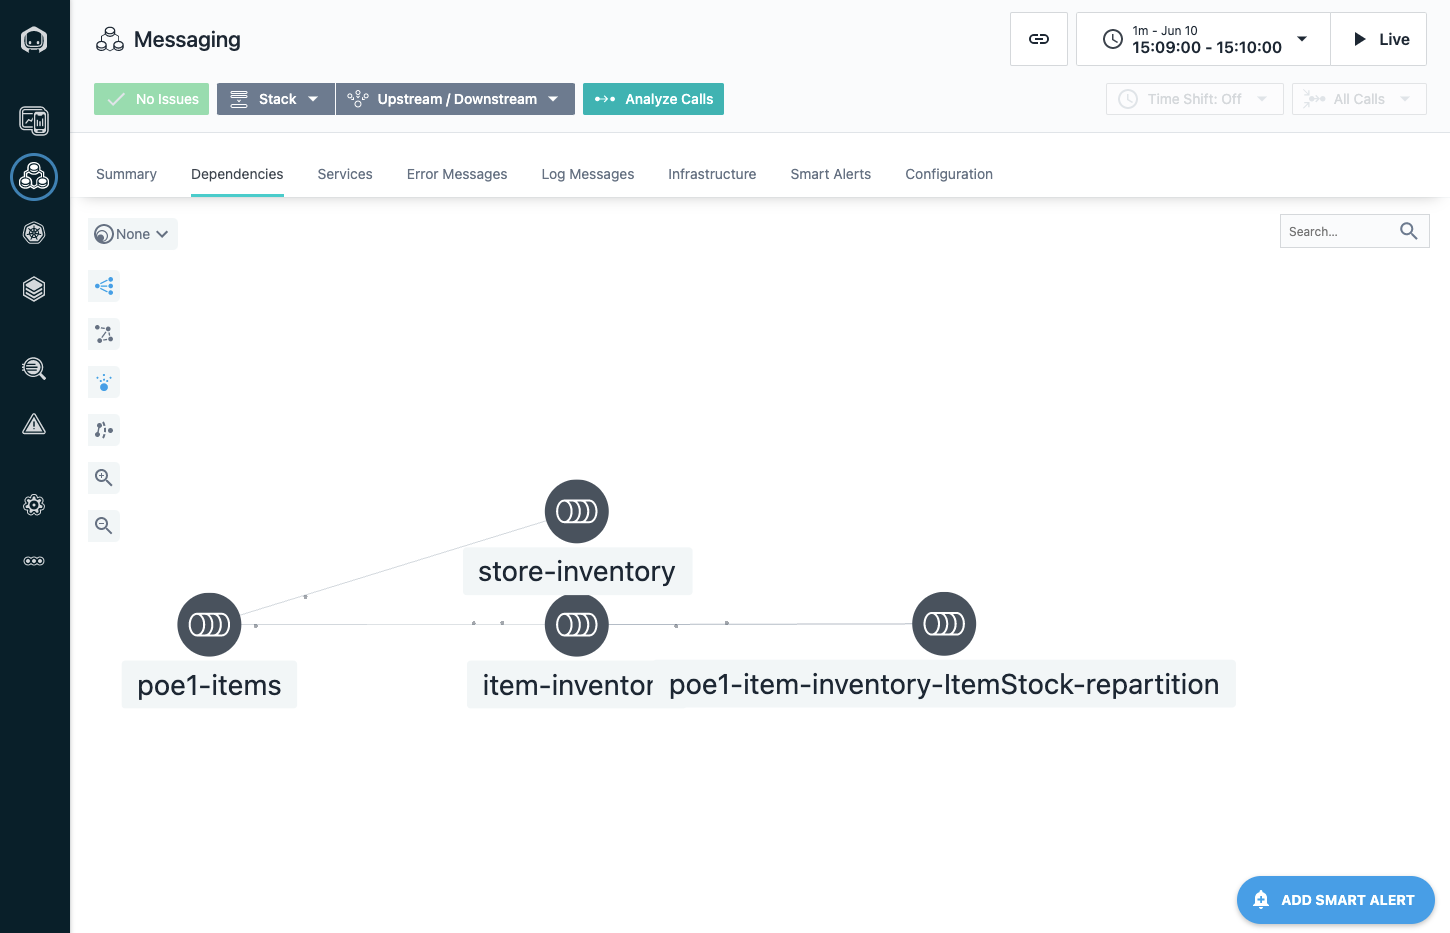 Messaging
1m - Jun 10
15:09:00 - 15:10:00
Live
No Issues
Stack
Upstream / Downstream
Analyze Calls
Time Shift: Off
All Calls
Summary
Dependencies
Services
Error Messages
Log Messages
Infrastructure
Smart Alerts
Configuration
None
Search...
store-inventory
poe1-items
item-inventor
poe1-item-inventory-ItemStock-repartition
ADD SMART ALERT